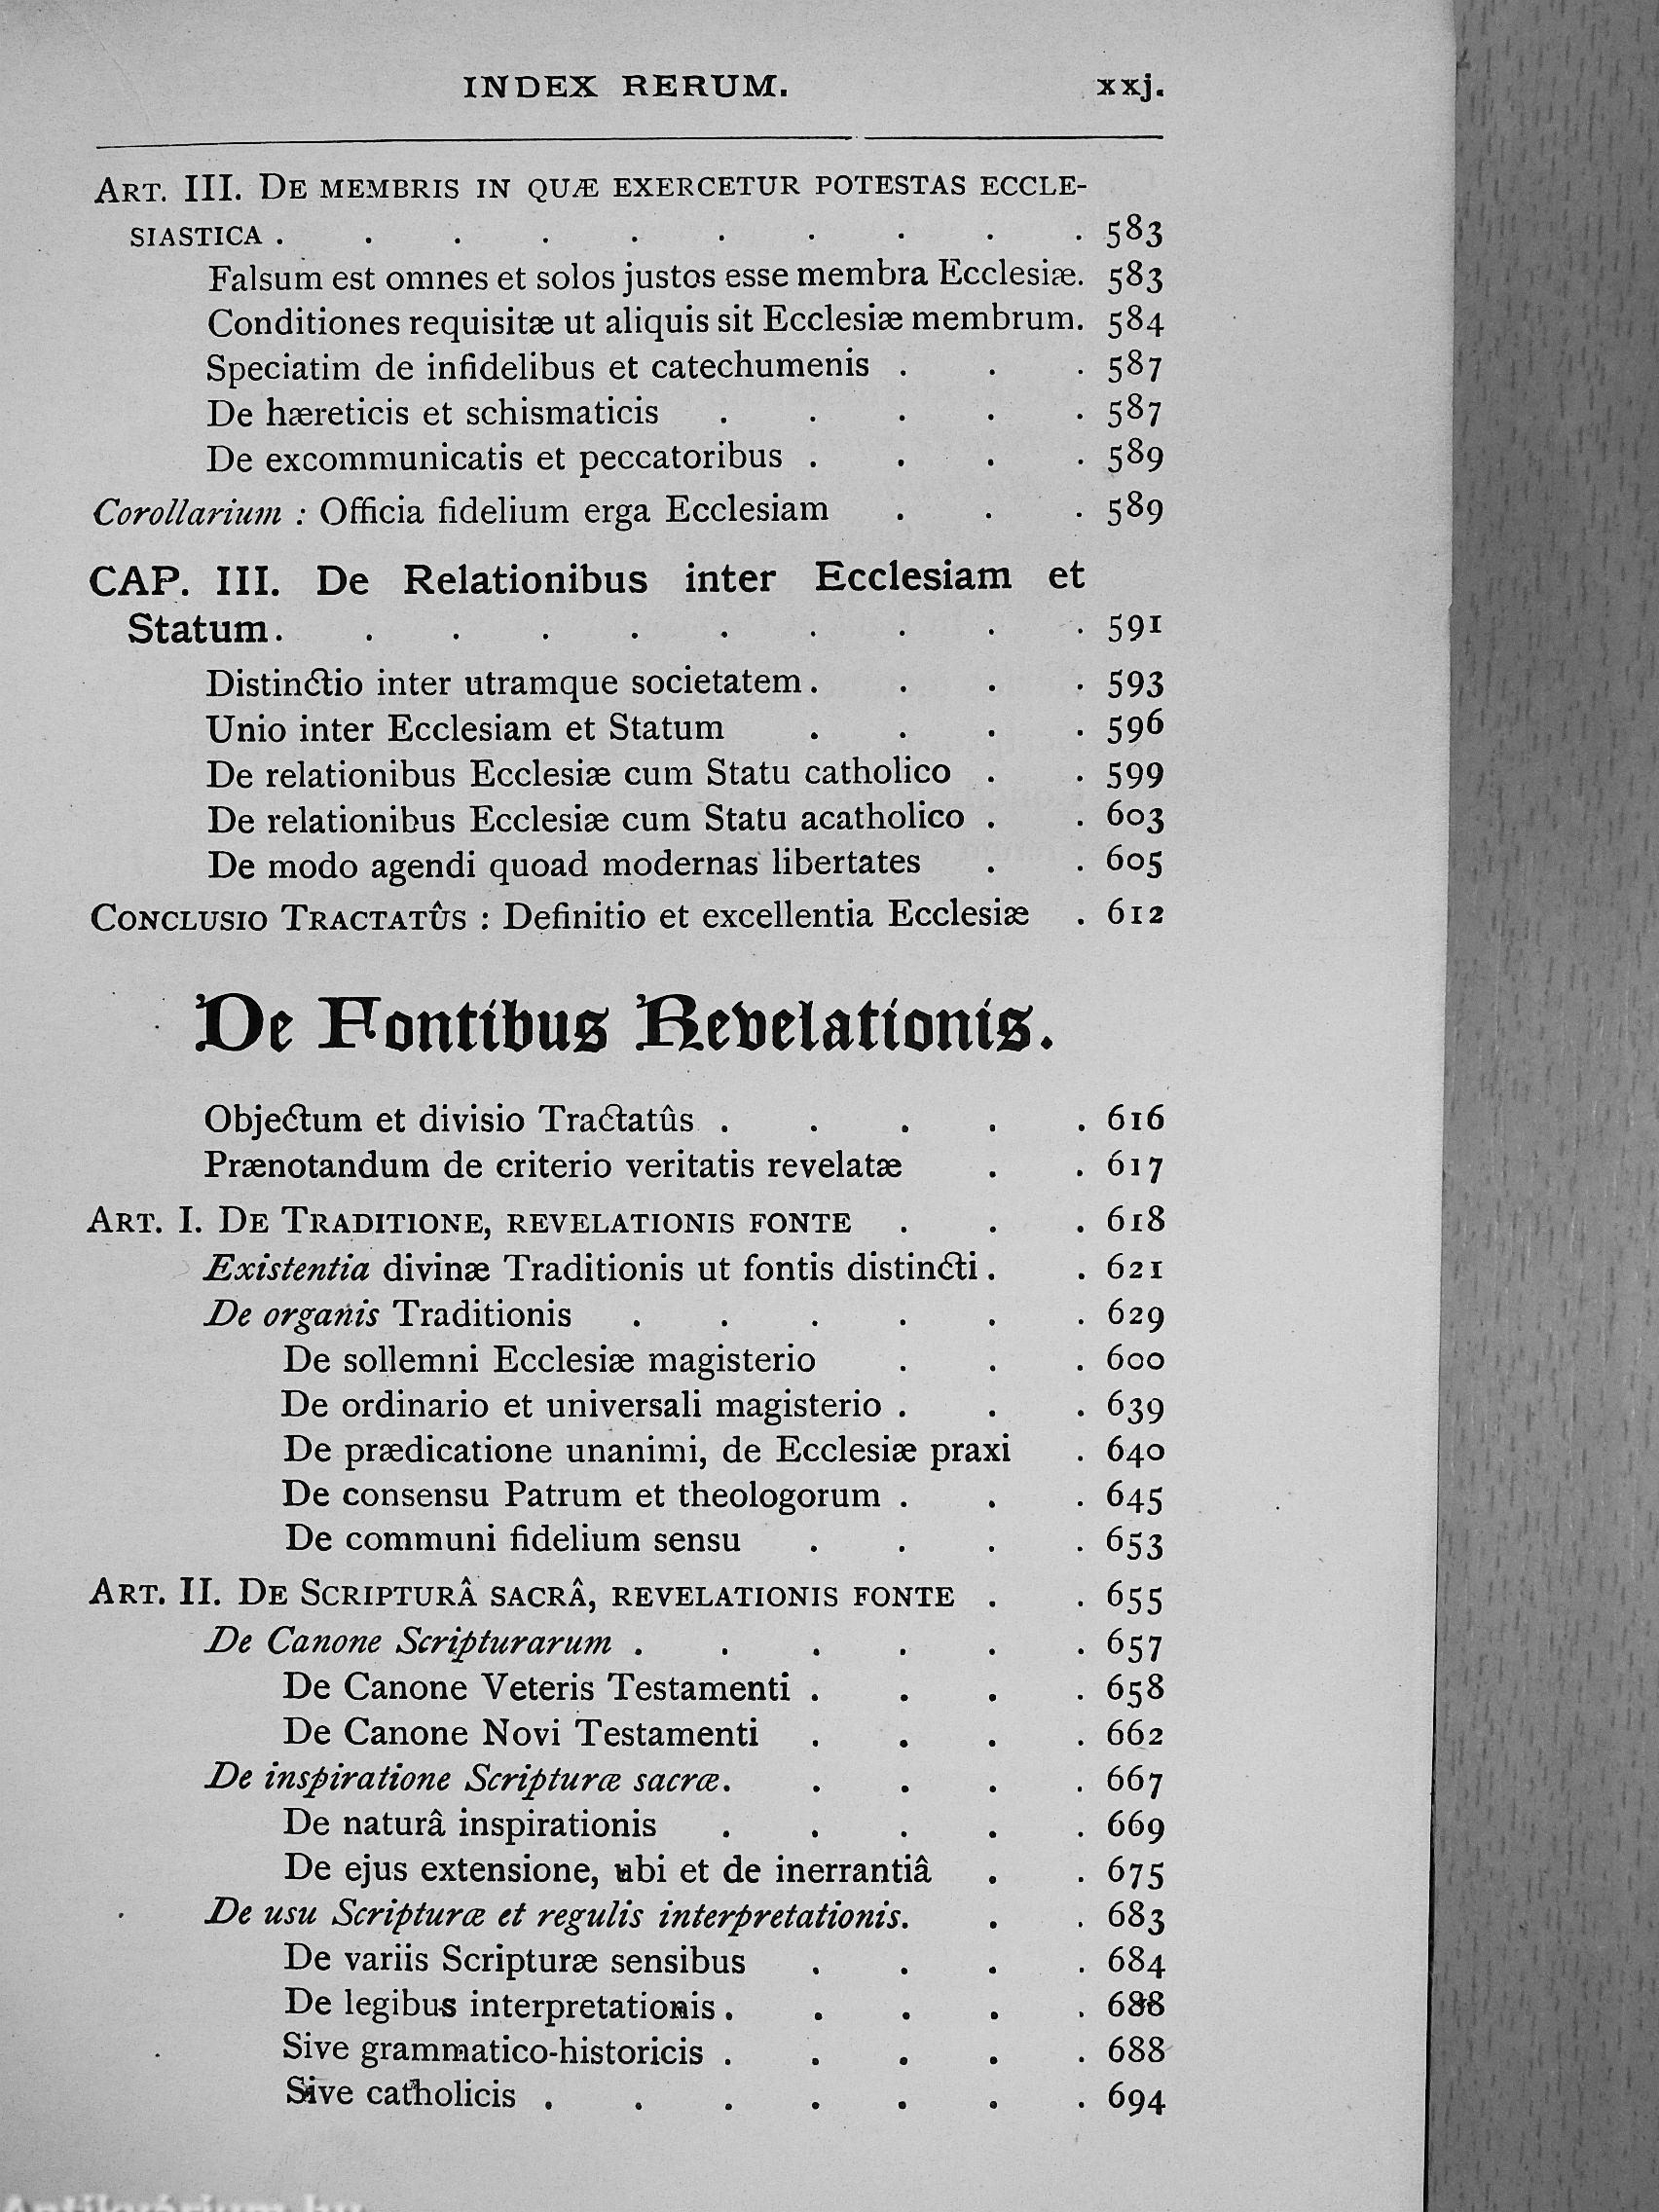 INDEX RERUM. xxj.
ART. III. DE MEMBRIS IN QUÆ EXERCETUR POTESTAS ECCLE-
SIASTICA . . . . . . . . . . 583
Falsum est omnes et solos justos esse membra Ecclesiæ. 583
Conditiones requisitæ ut aliquis sit Ecclesiæ membrum. 584
Speciatim de infidelibus et catechumenis . . . 587
De hæreticis et schismaticis . . . . . 587
De excommunicatis et peccatoribus . . . . 589
Corollarium : Officia fidelium erga Ecclesiam . . . 589
CAP. III. De Relationibus inter Ecclesiam et
Statum. . . . . . . . . . 591
Distinctio inter utramque societatem. . . . 593
Unio inter Ecclesiam et Statum . . . . 596
De relationibus Ecclesiæ cum Statu catholico . . 599
De relationibus Ecclesiæ cum Statu acatholico . . 603
De modo agendi quoad modernas libertates . . 605
CONCLUSIO TRACTATÛS : Definitio et excellentia Ecclesiæ . 612
De Fontibus Revelationis.
Objectum et divisio Tractatûs . . . . . 616
Prænotandum de criterio veritatis revelatæ . . 617
ART. I. DE TRADITIONE, REVELATIONIS FONTE . . . 618
Existentia divinæ Traditionis ut fontis distincti. . 621
De organis Traditionis . . . . . . 629
De sollemni Ecclesiæ magisterio . . . 600
De ordinario et universali magisterio . . . 639
De prædicatione unanimi, de Ecclesiæ praxi . 640
De consensu Patrum et theologorum . . . 645
De communi fidelium sensu . . . . 653
ART. II. DE SCRIPTURÂ SACRÂ, REVELATIONIS FONTE . . 655
De Canone Scripturarum . . . . . . 657
De Canone Veteris Testamenti . . . . 658
De Canone Novi Testamenti . . . . 662
De inspiratione Scripturæ sacræ. . . . . 667
De naturâ inspirationis . . . . . 669
De ejus extensione, ubi et de inerrantiâ . . 675
De usu Scripturæ et regulis interpretationis. . . 683
De variis Scripturæ sensibus . . . . 684
De legibus interpretationis. . . . . 688
Sive grammatico-historicis . . . . . 688
Sive catholicis . . . . . . . 694